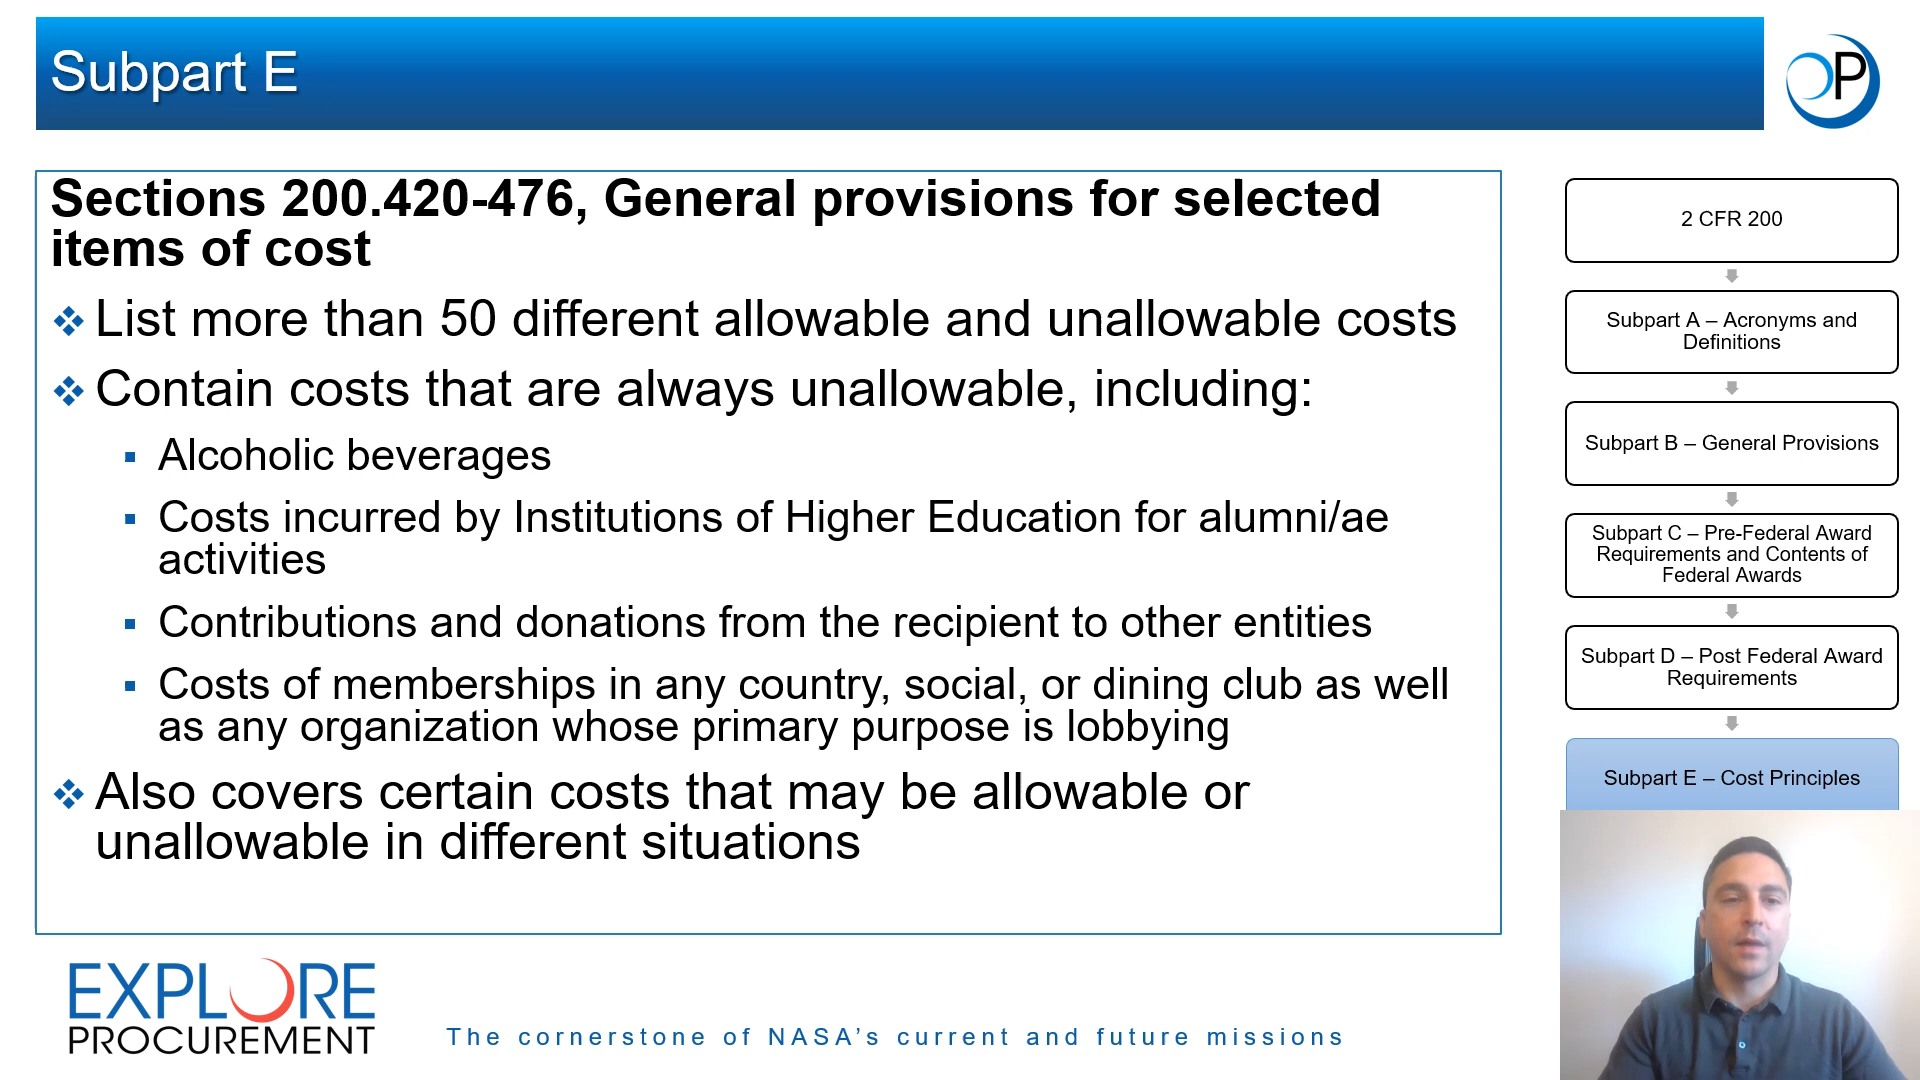 Subpart E
P
Sections 200.420-476, General provisions for selected
items of cost
List more than 50 different allowable and unallowable costs
Contain costs that are always unallowable, including:
Alcoholic beverages
Costs incurred by Institutions of Higher Education for alumni/ae
activities
Contributions and donations from the recipient to other entities
Costs of memberships in any country, social, or dining club as well
as any organization whose primary purpose is lobbying
Also covers certain costs that may be allowable or
unallowable in different situations
2 CFR 200
Subpart A – Acronyms and
Definitions
Subpart B – General Provisions
Subpart C – Pre-Federal Award
Requirements and Contents of
Federal Awards
Subpart D – Post Federal Award
Requirements
Subpart E – Cost Principles
EXPLORE
PROCUREMENT
The cornerstone of NASA’s current and future missions